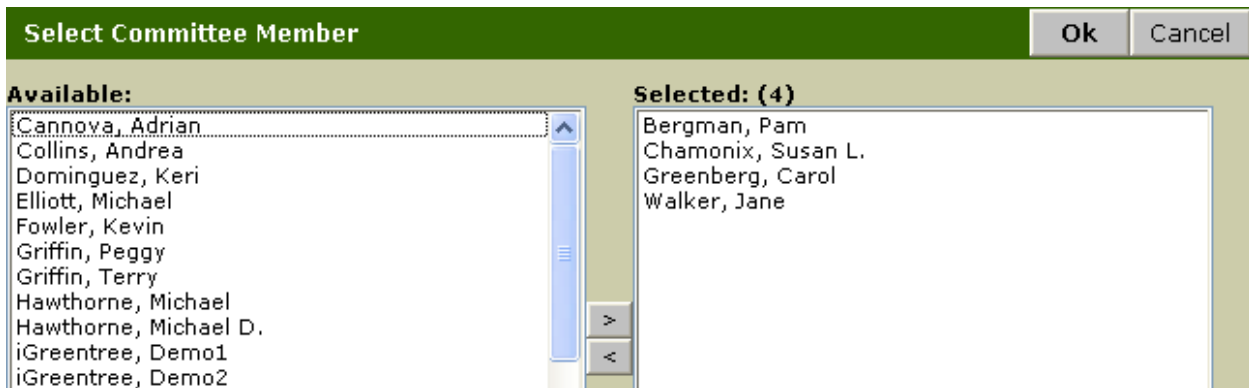 Select Committee Member
Ok
Cancel
Available:
Cannova, Adrian
Collins, Andrea
Dominguez, Keri
Elliott, Michael
Fowler, Kevin
Griffin, Peggy
Griffin, Terry
Hawthorne, Michael
Hawthorne, Michael D.
iGreentree, Demo1
iGreentree, Demo2
>
<
Selected: (4)
Bergman, Pam
Chamonix, Susan L.
Greenberg, Carol
Walker, Jane